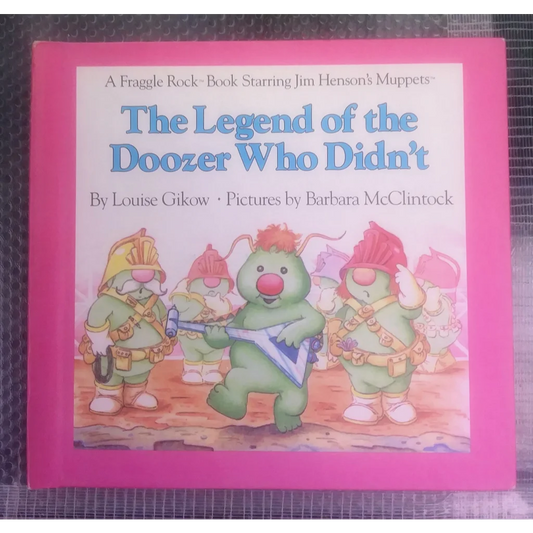 A Fraggle Rock™ Book Starring Jim Henson's Muppets™
The Legend of the
Doozer Who Didn't
By Louise Gikow · Pictures by Barbara McClintock